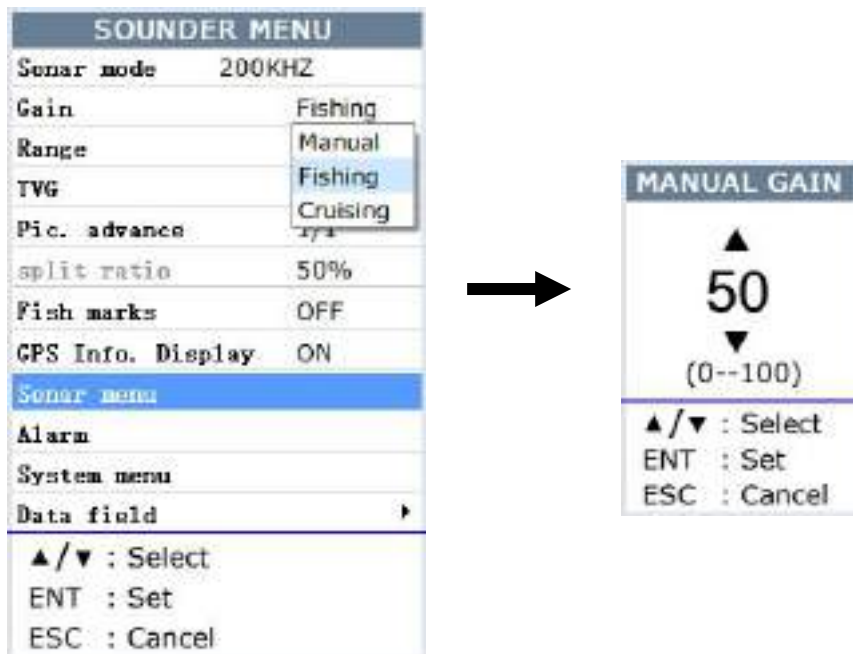 SOUNDER MENU
Sonar mode 200KHZ
Gain Fishing
Range Manual
TVG Fishing
Cruising
Pic. advance 1/1
split ratio 50%
Fish marks OFF
GPS Info. Display ON
Sonar menu
Alarm
System menu
Data field
▲/▼ : Select
ENT : Set
ESC : Cancel
MANUAL GAIN
▲
50
▼
(0--100)
▲/▼ : Select
ENT : Set
ESC : Cancel